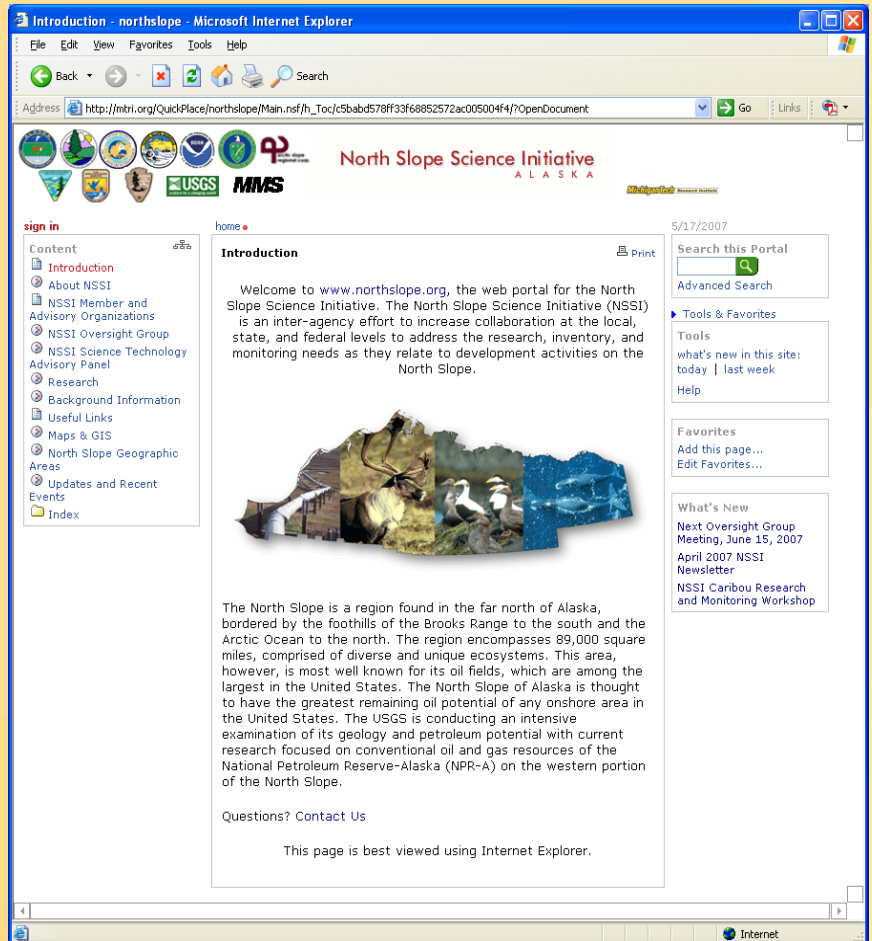 Introduction - northslope - Microsoft Internet Explorer
File Edit View Favorites Tools Help
Back Search
Address http://mtri.org/QuickPlace/northslope/Main.nsf/h_Toc/c5babd578ff33f68852572ac005004f4/?OpenDocument Go Links
NOAA
arctic slope
regional corp.
USGS
MMS
North Slope Science Initiative
ALASKA
MichiganTech Research Institute
sign in
Content
Introduction
About NSSI
NSSI Member and
Advisory Organizations
NSSI Oversight Group
NSSI Science Technology
Advisory Panel
Research
Background Information
Useful Links
Maps & GIS
North Slope Geographic
Areas
Updates and Recent
Events
Index
home
Introduction
Print
Welcome to www.northslope.org, the web portal for the North
Slope Science Initiative. The North Slope Science Initiative (NSSI)
is an inter-agency effort to increase collaboration at the local,
state, and federal levels to address the research, inventory, and
monitoring needs as they relate to development activities on the
North Slope.
The North Slope is a region found in the far north of Alaska,
bordered by the foothills of the Brooks Range to the south and the
Arctic Ocean to the north. The region encompasses 89,000 square
miles, comprised of diverse and unique ecosystems. This area,
however, is most well known for its oil fields, which are among the
largest in the United States. The North Slope of Alaska is thought
to have the greatest remaining oil potential of any onshore area in
the United States. The USGS is conducting an intensive
examination of its geology and petroleum potential with current
research focused on conventional oil and gas resources of the
National Petroleum Reserve-Alaska (NPR-A) on the western portion
of the North Slope.
Questions? Contact Us
This page is best viewed using Internet Explorer.
5/17/2007
Search this Portal
Advanced Search
Tools & Favorites
Tools
what's new in this site:
today | last week
Help
Favorites
Add this page...
Edit Favorites...
What's New
Next Oversight Group
Meeting, June 15, 2007
April 2007 NSSI
Newsletter
NSSI Caribou Research
and Monitoring Workshop
Internet